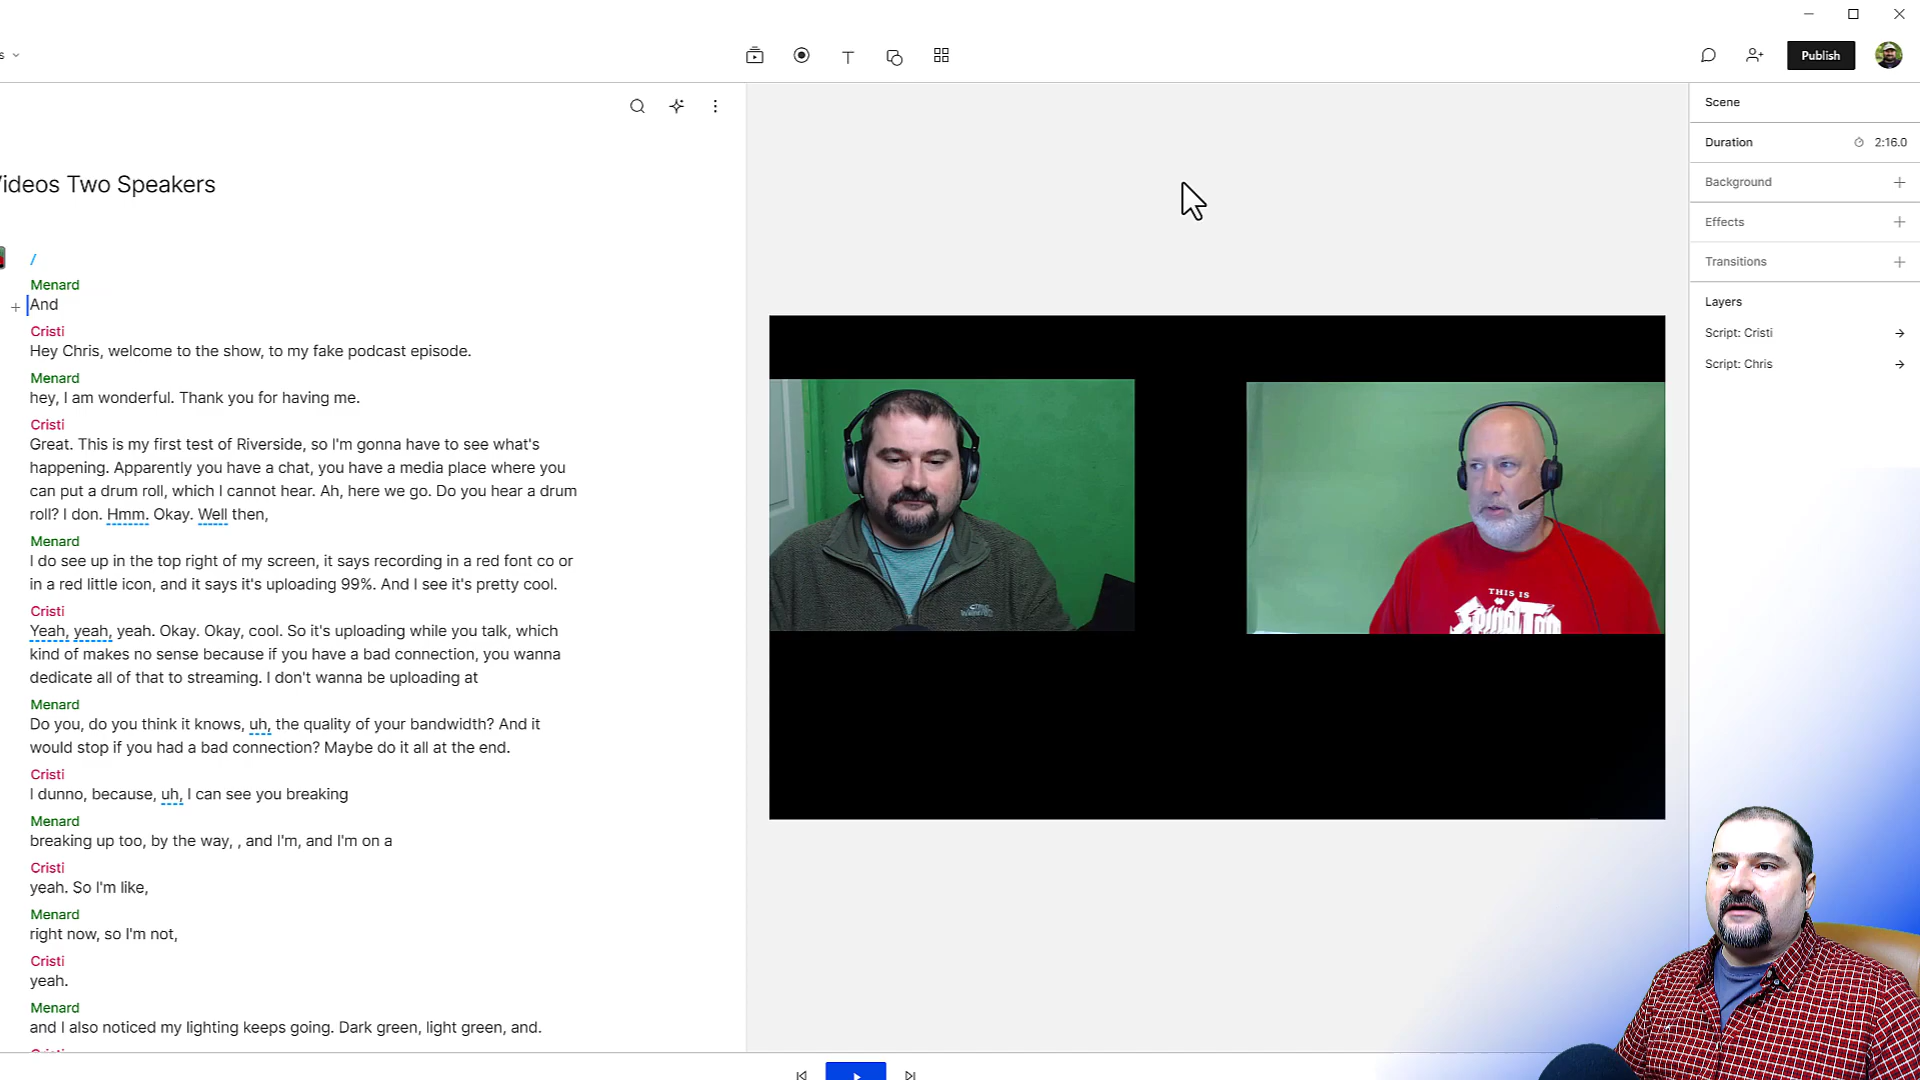 s
Publish
Videos Two Speakers
/
Menard
And
Cristi
Hey Chris, welcome to the show, to my fake podcast episode.
Menard
hey, I am wonderful. Thank you for having me.
Cristi
Great. This is my first test of Riverside, so I'm gonna have to see what's
happening. Apparently you have a chat, you have a media place where you
can put a drum roll, which I cannot hear. Ah, here we go. Do you hear a drum
roll? I don. Hmm. Okay. Well then,
Menard
I do see up in the top right of my screen, it says recording in a red font co or
in a red little icon, and it says it's uploading 99%. And I see it's pretty cool.
Cristi
Yeah, yeah, yeah. Okay. Okay, cool. So it's uploading while you talk, which
kind of makes no sense because if you have a bad connection, you wanna
dedicate all of that to streaming. I don't wanna be uploading at
Menard
Do you, do you think it knows, uh, the quality of your bandwidth? And it
would stop if you had a bad connection? Maybe do it all at the end.
Cristi
I dunno, because, uh, I can see you breaking
Menard
breaking up too, by the way, , and I'm, and I'm on a
Cristi
yeah. So I'm like,
Menard
right now, so I'm not,
Cristi
yeah.
Menard
and I also noticed my lighting keeps going. Dark green, light green, and.
Cristi
THIS IS
SPINAL TAP
Scene
Duration 2:16.0
Background
Effects
Transitions
Layers
Script: Cristi
Script: Chris